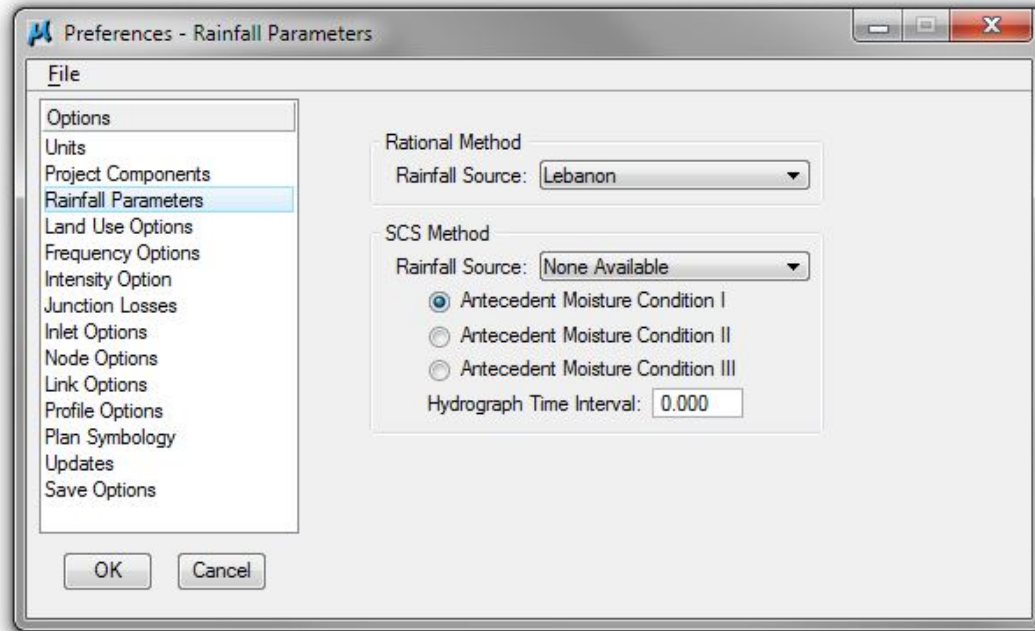 Preferences - Rainfall Parameters
File
Options
Units
Project Components
Rainfall Parameters
Land Use Options
Frequency Options
Intensity Option
Junction Losses
Inlet Options
Node Options
Link Options
Profile Options
Plan Symbology
Updates
Save Options
OK Cancel
Rational Method
Rainfall Source: Lebanon
SCS Method
Rainfall Source: None Available
Antecedent Moisture Condition I
Antecedent Moisture Condition II
Antecedent Moisture Condition III
Hydrograph Time Interval: 0.000